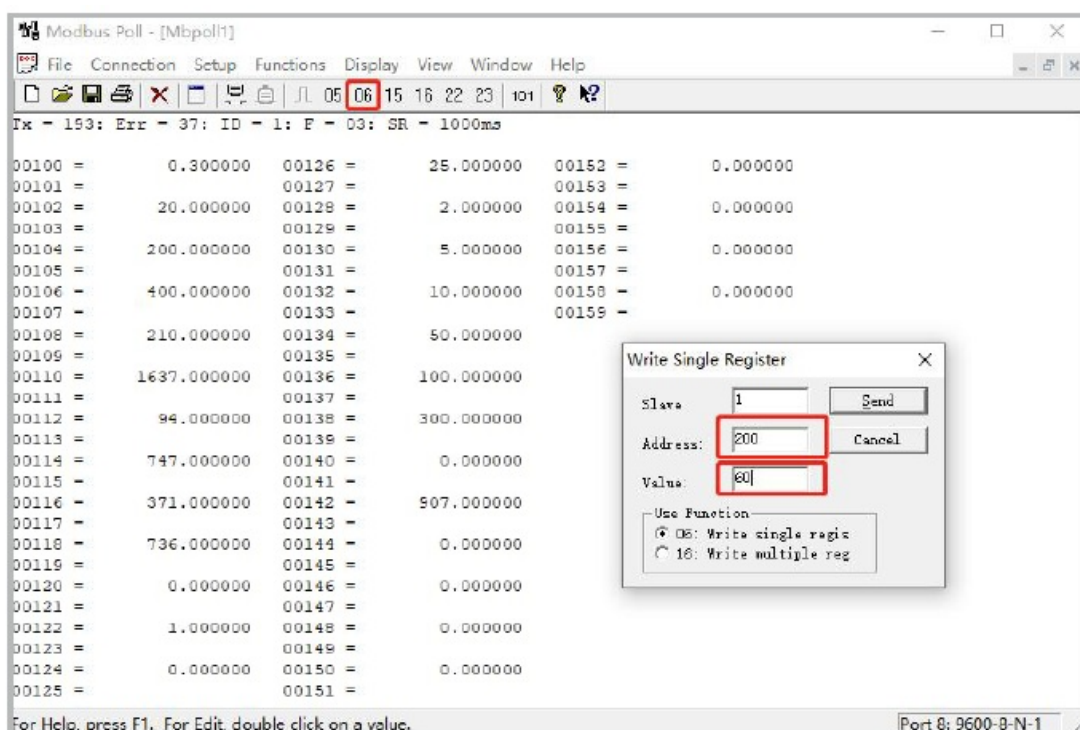 Modbus Poll - [Mbpoll1]
File Connection Setup Functions Display View Window Help
05 06 15 16 22 23 101
Tx = 193: Err = 37: ID = 1: F = 03: SR = 1000ms
00100 = 0.300000 00126 = 25.000000 00152 = 0.000000
00101 = 00127 = 00153 =
00102 = 20.000000 00128 = 2.000000 00154 = 0.000000
00103 = 00129 = 00155 =
00104 = 200.000000 00130 = 5.000000 00156 = 0.000000
00105 = 00131 = 00157 =
00106 = 400.000000 00132 = 10.000000 00158 = 0.000000
00107 = 00133 = 00159 =
00108 = 210.000000 00134 = 50.000000
00109 = 00135 =
00110 = 1637.000000 00136 = 100.000000
00111 = 00137 =
00112 = 94.000000 00138 = 300.000000
00113 = 00139 =
00114 = 747.000000 00140 = 0.000000
00115 = 00141 =
00116 = 371.000000 00142 = 907.000000
00117 = 00143 =
00118 = 736.000000 00144 = 0.000000
00119 = 00145 =
00120 = 0.000000 00146 = 0.000000
00121 = 00147 =
00122 = 1.000000 00148 = 0.000000
00123 = 00149 =
00124 = 0.000000 00150 = 0.000000
00125 = 00151 =
Write Single Register
Slave 1 Send
Address: 200 Cancel
Value: 60
Use Function
06: Write single regis
16: Write multiple reg
For Help, press F1. For Edit, double click on a value. Port 8: 9600-8-N-1